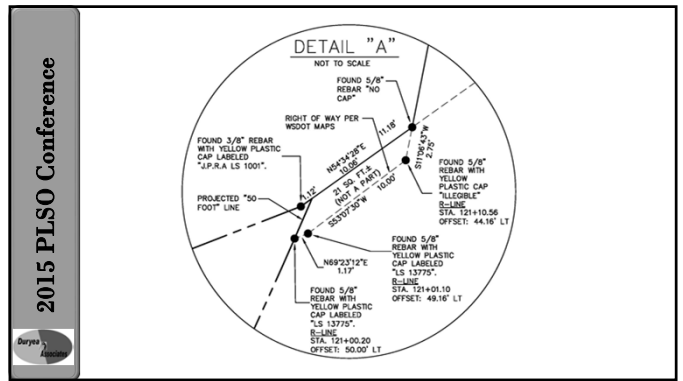 2015 PLSO Conference
Duryea
& Associates
DETAIL "A"
NOT TO SCALE
FOUND 5/8"
REBAR "NO
CAP"
RIGHT OF WAY PER
WSDOT MAPS
FOUND 3/8" REBAR
WITH YELLOW PLASTIC
CAP LABELED
"J.P.R.A LS 1001".
PROJECTED "50
FOOT" LINE
11.18'
N54°34'28"E
10.06'
1.12'
21 SQ. FT.±
(NOT A PART)
10.00'
S53°07'30"W
S11°06'43"W
2.75'
FOUND 5/8"
REBAR WITH
YELLOW
PLASTIC CAP
"ILLEGIBLE"
R-LINE
STA. 121+10.56
OFFSET: 44.16' LT
FOUND 5/8"
REBAR WITH
YELLOW PLASTIC
CAP LABELED
"LS 13775".
R-LINE
STA. 121+01.10
OFFSET: 49.16' LT
N69°23'12"E
1.17'
FOUND 5/8"
REBAR WITH
YELLOW PLASTIC
CAP LABELED
"LS 13775".
R-LINE
STA. 121+00.20
OFFSET: 50.00' LT